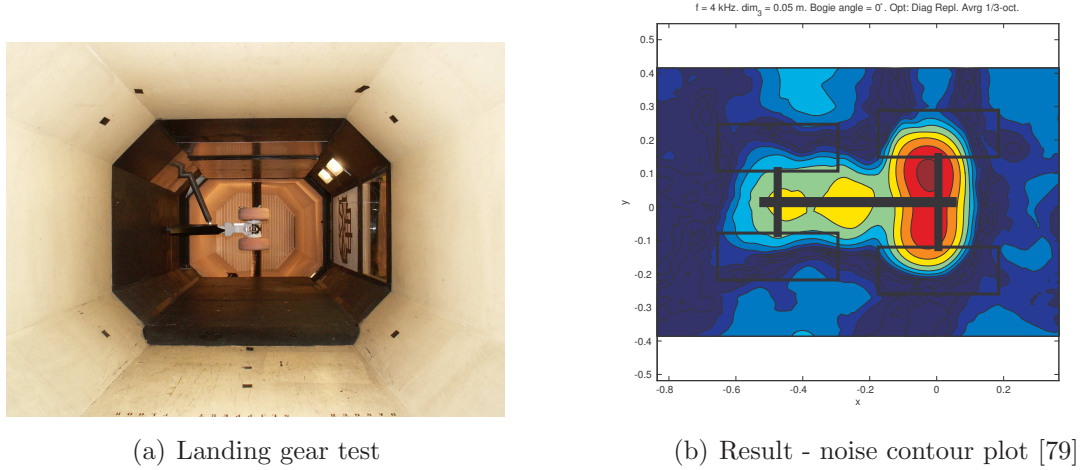 f = 4 kHz. dim3 = 0.05 m. Bogie angle = 0°. Opt: Diag Repl. Avrg 1/3-oct.
0.5
0.4
0.3
0.2
0.1
0
-0.1
-0.2
-0.3
-0.4
-0.5
y
-0.8 -0.6 -0.4 -0.2 0 0.2
x
(a) Landing gear test
(b) Result - noise contour plot [79]